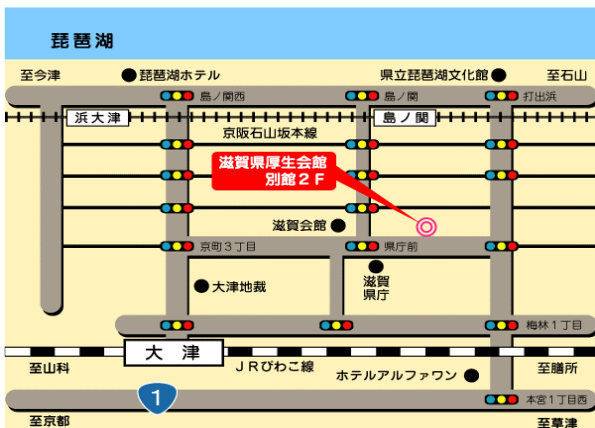 琵琶湖
至今津
琵琶湖ホテル
県立琵琶湖文化館
至石山
島ノ関西
島ノ関
打出浜
浜大津
島ノ関
京阪石山坂本線
滋賀県厚生会館
別館２Ｆ
滋賀会館
京町３丁目
県庁前
大津地裁
滋賀
県庁
梅林１丁目
大津
至山科
ＪＲびわこ線
至膳所
ホテルアルファワン
1
本宮１丁目西
至京都
至草津